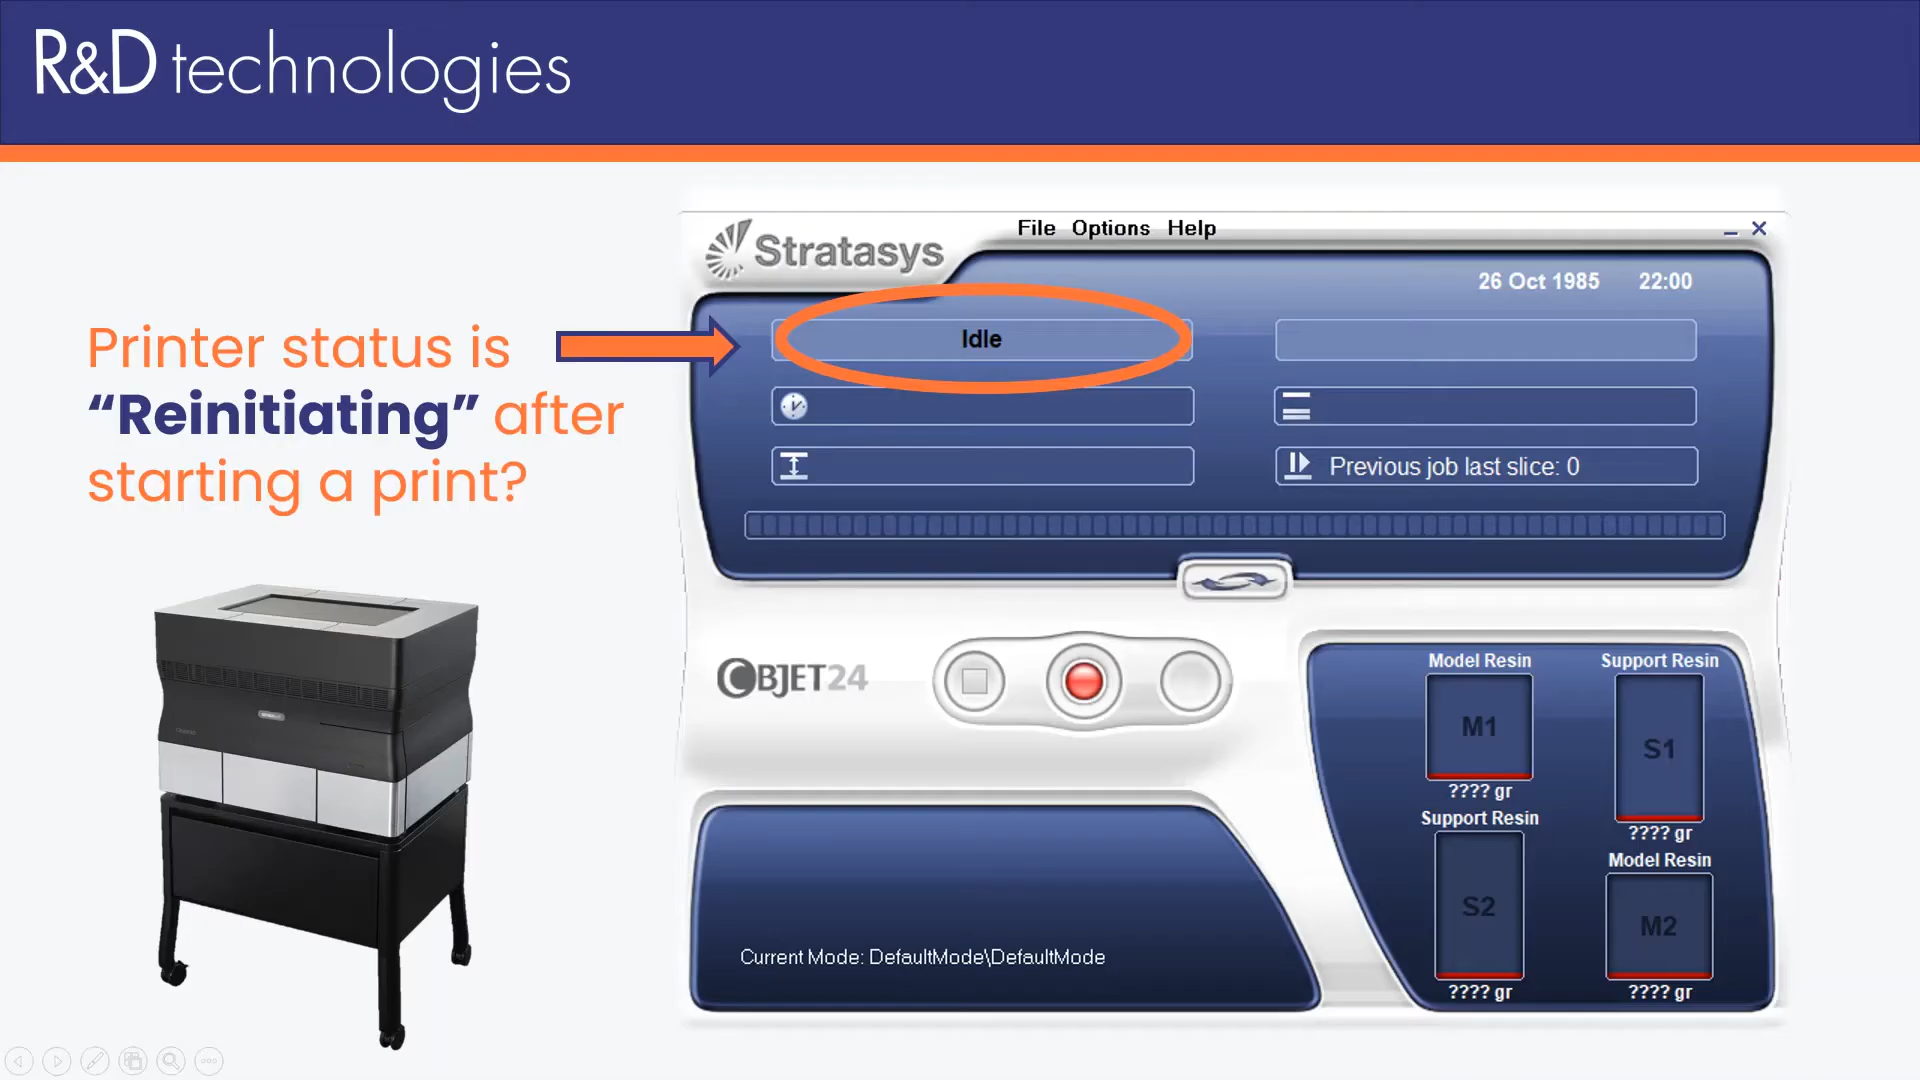 R&D technologies
File Options Help
Stratasys
26 Oct 1985 22:00
Idle
Printer status is
“Reinitiating” after
starting a print?
Previous job last slice: 0
OBJET24
Model Resin
M1
???? gr
Support Resin
S1
???? gr
Support Resin
S2
???? gr
Model Resin
M2
???? gr
Current Mode: DefaultMode\DefaultMode